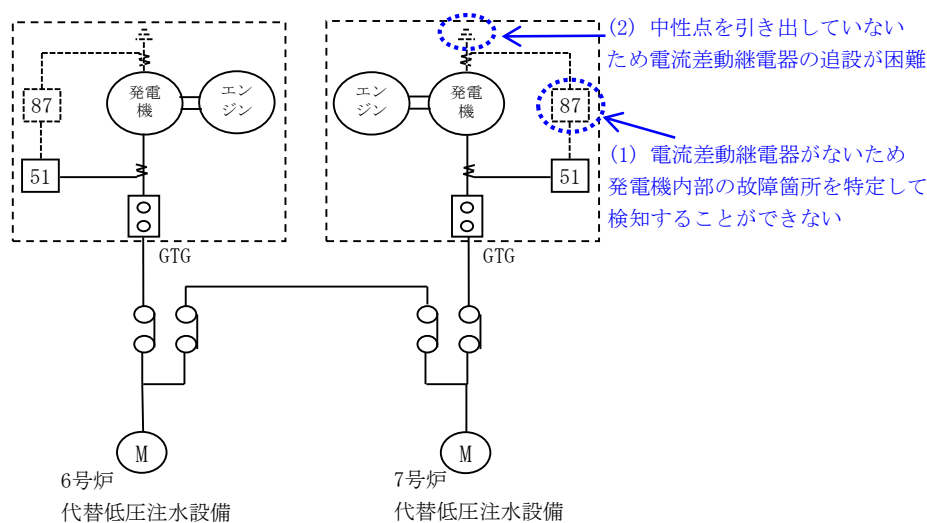 (2) 中性点を引き出していない
ため電流差動継電器の追設が困難
87
発電
機
エン
ジン
51
エン
ジン
発電
機
87
51
(1) 電流差動継電器がないため
発電機内部の故障箇所を特定して
検知することができない
GTG
GTG
M
M
6号炉
代替低圧注水設備
7号炉
代替低圧注水設備